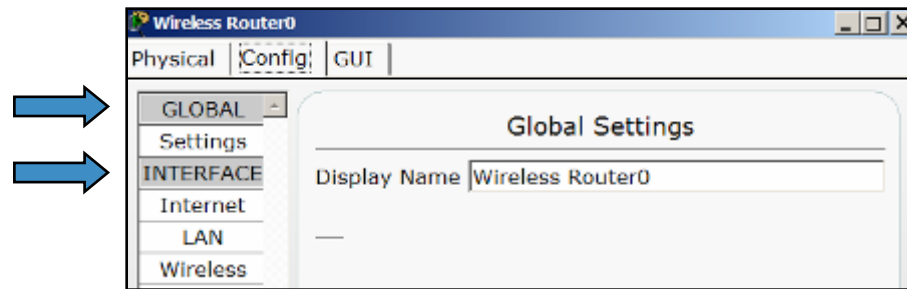 Wireless Router0
Physical Config GUI
GLOBAL
Settings
INTERFACE
Internet
LAN
Wireless
Global Settings
Display Name Wireless Router0